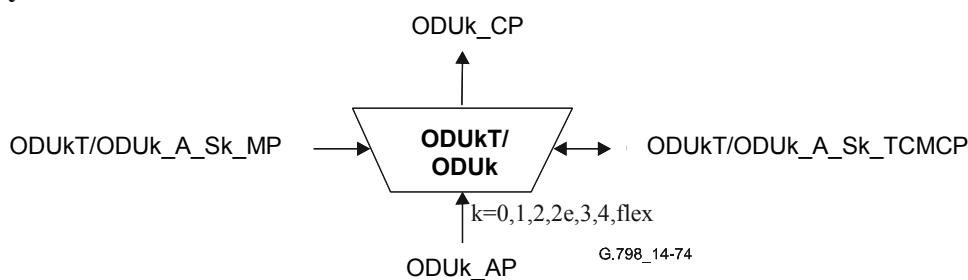 ODUk_CP
ODUkT/ODUk_A_Sk_MP
ODUkT/
ODUk
ODUkT/ODUk_A_Sk_TCMCP
k=0,1,2,2e,3,4,flex
G.798_14-74
ODUk_AP